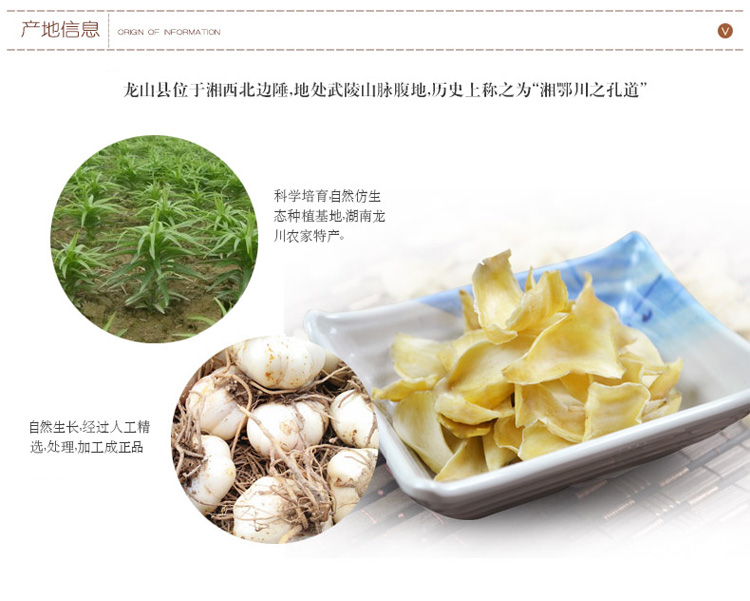 产地信息
ORIGN OF INFORMATION
V
龙山县位于湘西北边陲,地处武陵山脉腹地,历史上称之为“湘鄂川之孔道”
科学培育自然仿生
态种植基地,湖南龙
川农家特产。
自然生长,经过人工精
选,处理,加工成正品